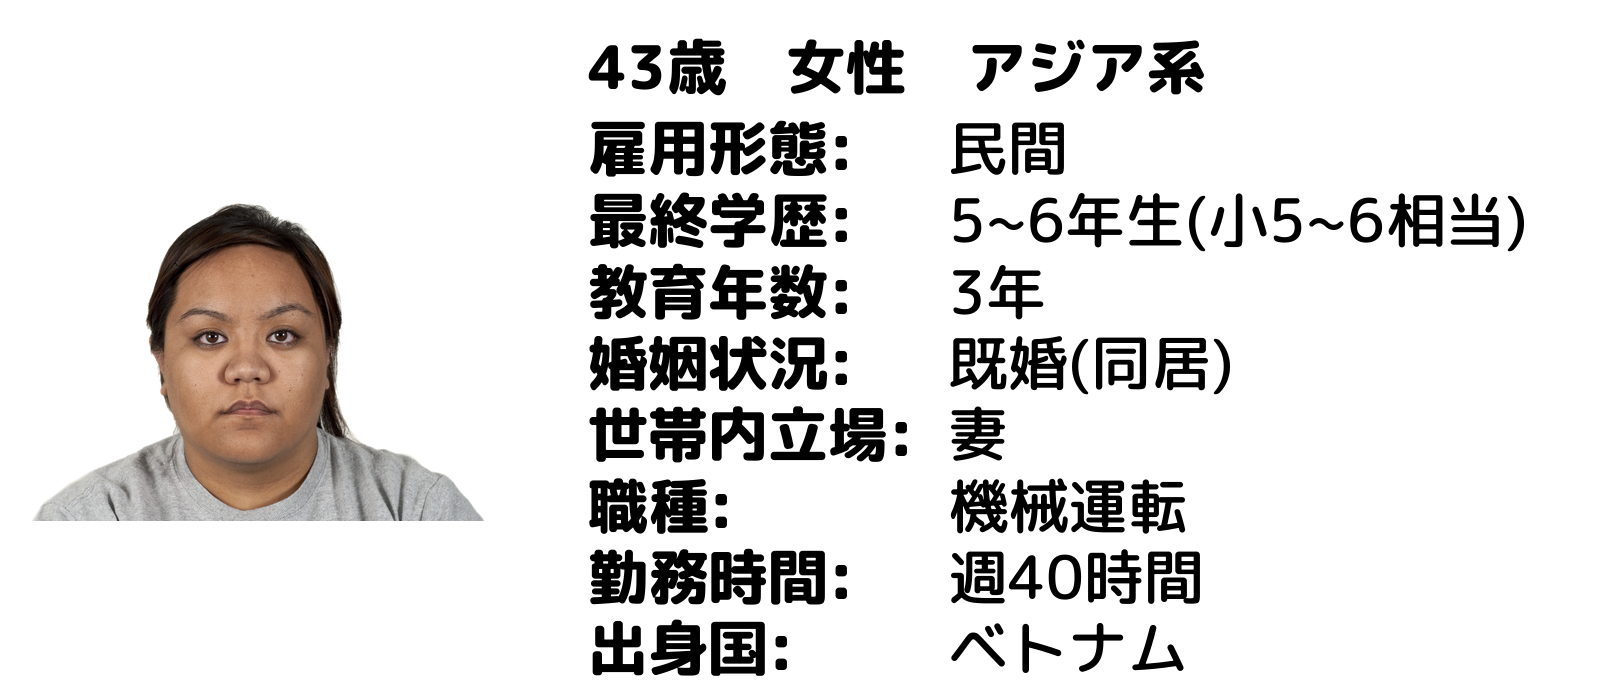 43歳　女性　アジア系
雇用形態:　民間
最終学歴:　5~6年生(小5~6相当)
教育年数:　3年
婚姻状況:　既婚(同居)
世帯内立場:　妻
職種:　機械運転
勤務時間:　週40時間
出身国:　ベトナム